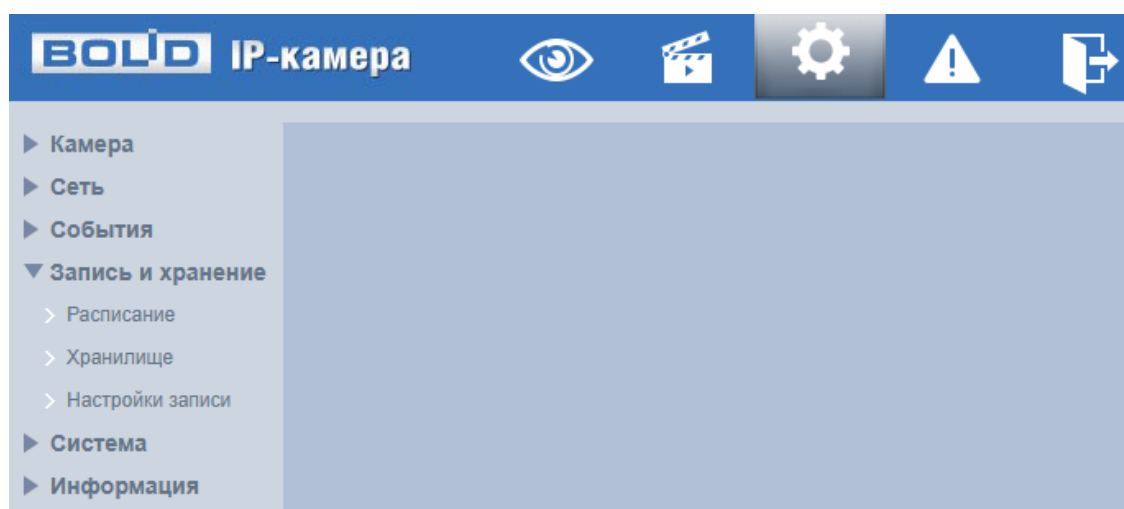 BOLID IP-камера
Камера
Сеть
События
Запись и хранение
Расписание
Хранилище
Настройки записи
Система
Информация